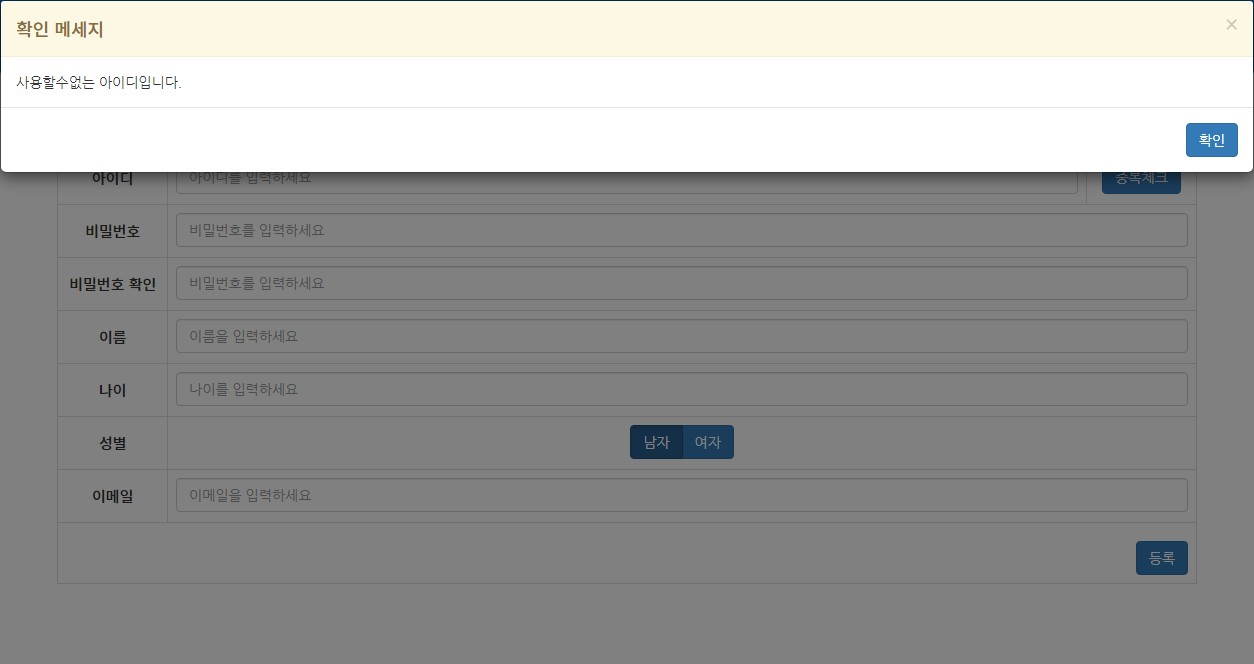 확인 메세지
×
사용할수없는 아이디입니다.
확인
아이디 아이디를 입력하세요 중복체크
비밀번호 비밀번호를 입력하세요
비밀번호 확인 비밀번호를 입력하세요
이름 이름을 입력하세요
나이 나이를 입력하세요
성별 남자 여자
이메일 이메일을 입력하세요
등록